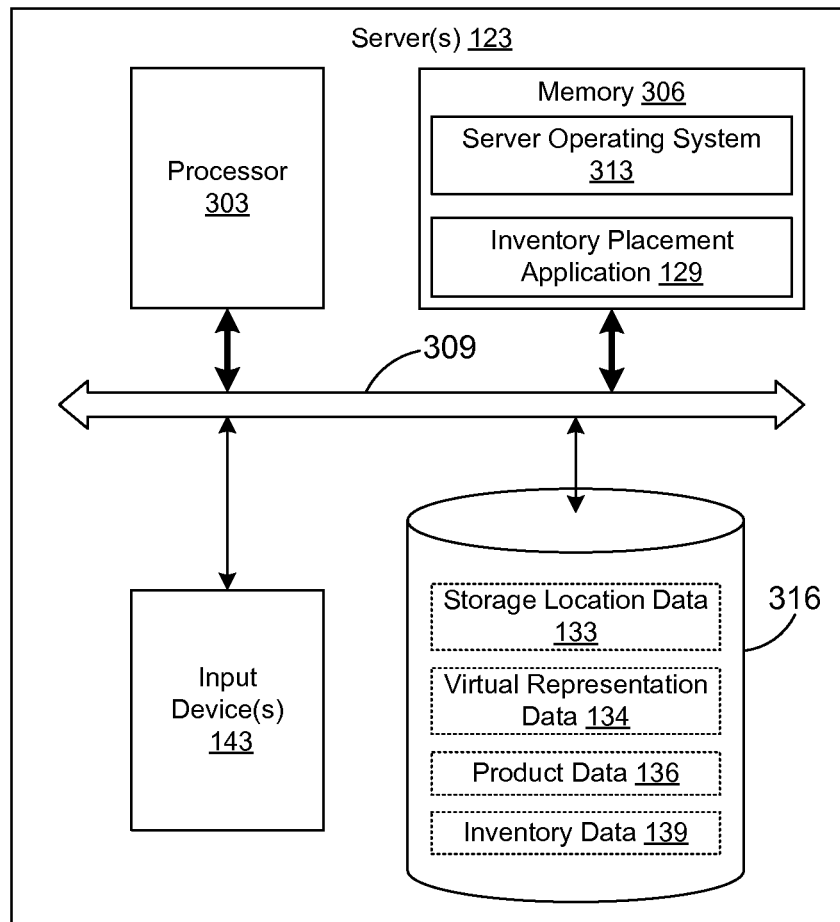 Server(s) 123
Processor
303
Memory 306
Server Operating System
313
Inventory Placement
Application 129
309
Input
Device(s)
143
316
Storage Location Data
133
Virtual Representation
Data 134
Product Data 136
Inventory Data 139